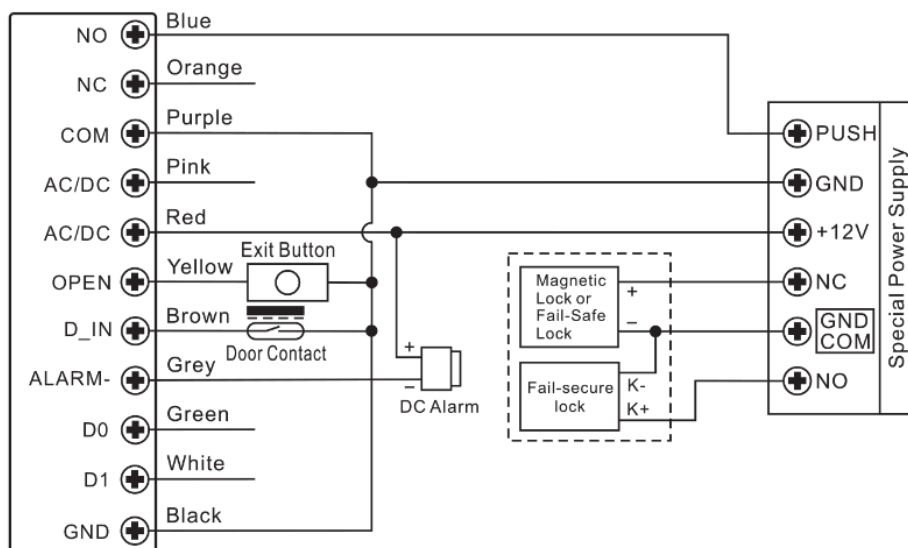 NO Blue
NC Orange
COM Purple
AC/DC Pink
AC/DC Red
OPEN Yellow
D_IN Brown
ALARM- Grey
D0 Green
D1 White
GND Black
Exit Button
Door Contact
+
−
DC Alarm
Magnetic
Lock or
Fail-Safe
Lock
+
−
Fail-secure
lock
K-
K+
PUSH
GND
+12V
NC
GND
COM
NO
Special Power Supply